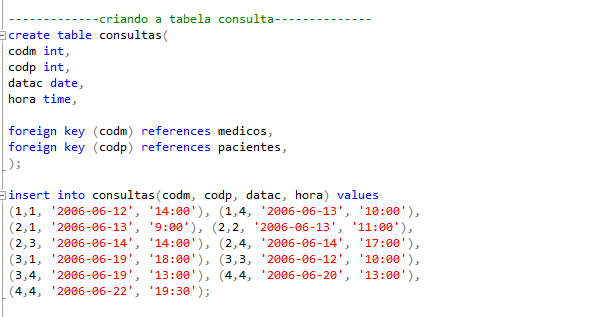 -------------criando a tabela consulta--------------
create table consultas(
codm int,
codp int,
datac date,
hora time,
foreign key (codm) references medicos,
foreign key (codp) references pacientes,
);
insert into consultas(codm, codp, datac, hora) values
(1,1, '2006-06-12', '14:00'), (1,4, '2006-06-13', '10:00'),
(2,1, '2006-06-13', '9:00'), (2,2, '2006-06-13', '11:00'),
(2,3, '2006-06-14', '14:00'), (2,4, '2006-06-14', '17:00'),
(3,1, '2006-06-19', '18:00'), (3,3, '2006-06-12', '10:00'),
(3,4, '2006-06-19', '13:00'), (4,4, '2006-06-20', '13:00'),
(4,4, '2006-06-22', '19:30');